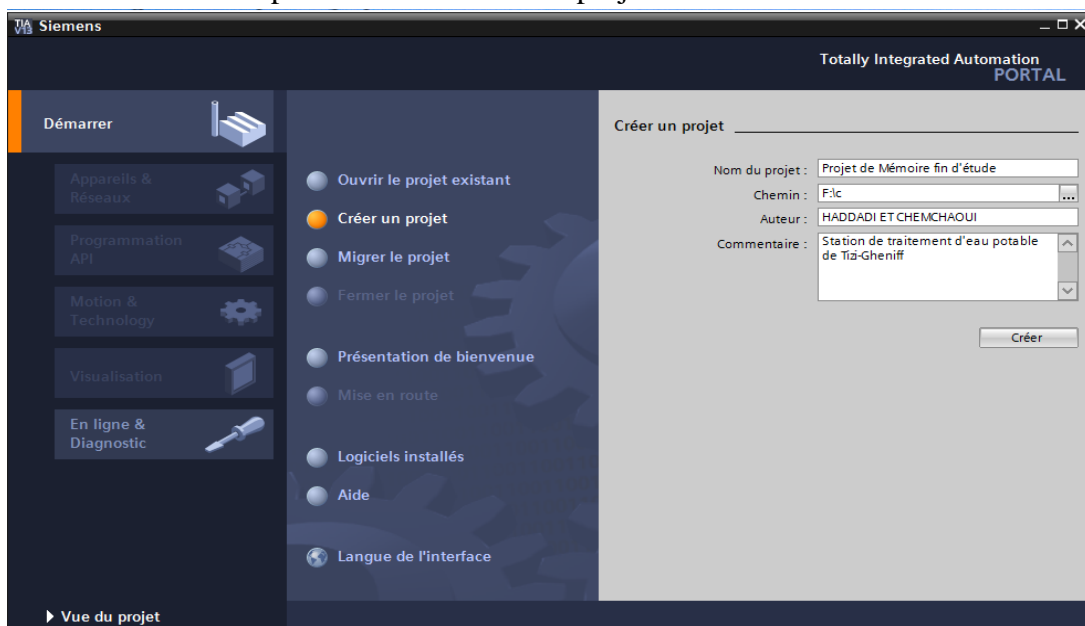 TIA V13 Siemens
Totally Integrated Automation
PORTAL
Démarrer
Appareils &
Réseaux
Programmation
API
Motion &
Technology
Visualisation
En ligne &
Diagnostic
Vue du projet
Ouvrir le projet existant
Créer un projet
Migrer le projet
Fermer le projet
Présentation de bienvenue
Mise en route
Logiciels installés
Aide
Langue de l'interface
Créer un projet
Nom du projet : Projet de Mémoire fin d'étude
Chemin : F:\c ...
Auteur : HADDADI ET CHEMCHAOUI
Commentaire : Station de traitement d'eau potable
de Tizi-Gheniff
Créer